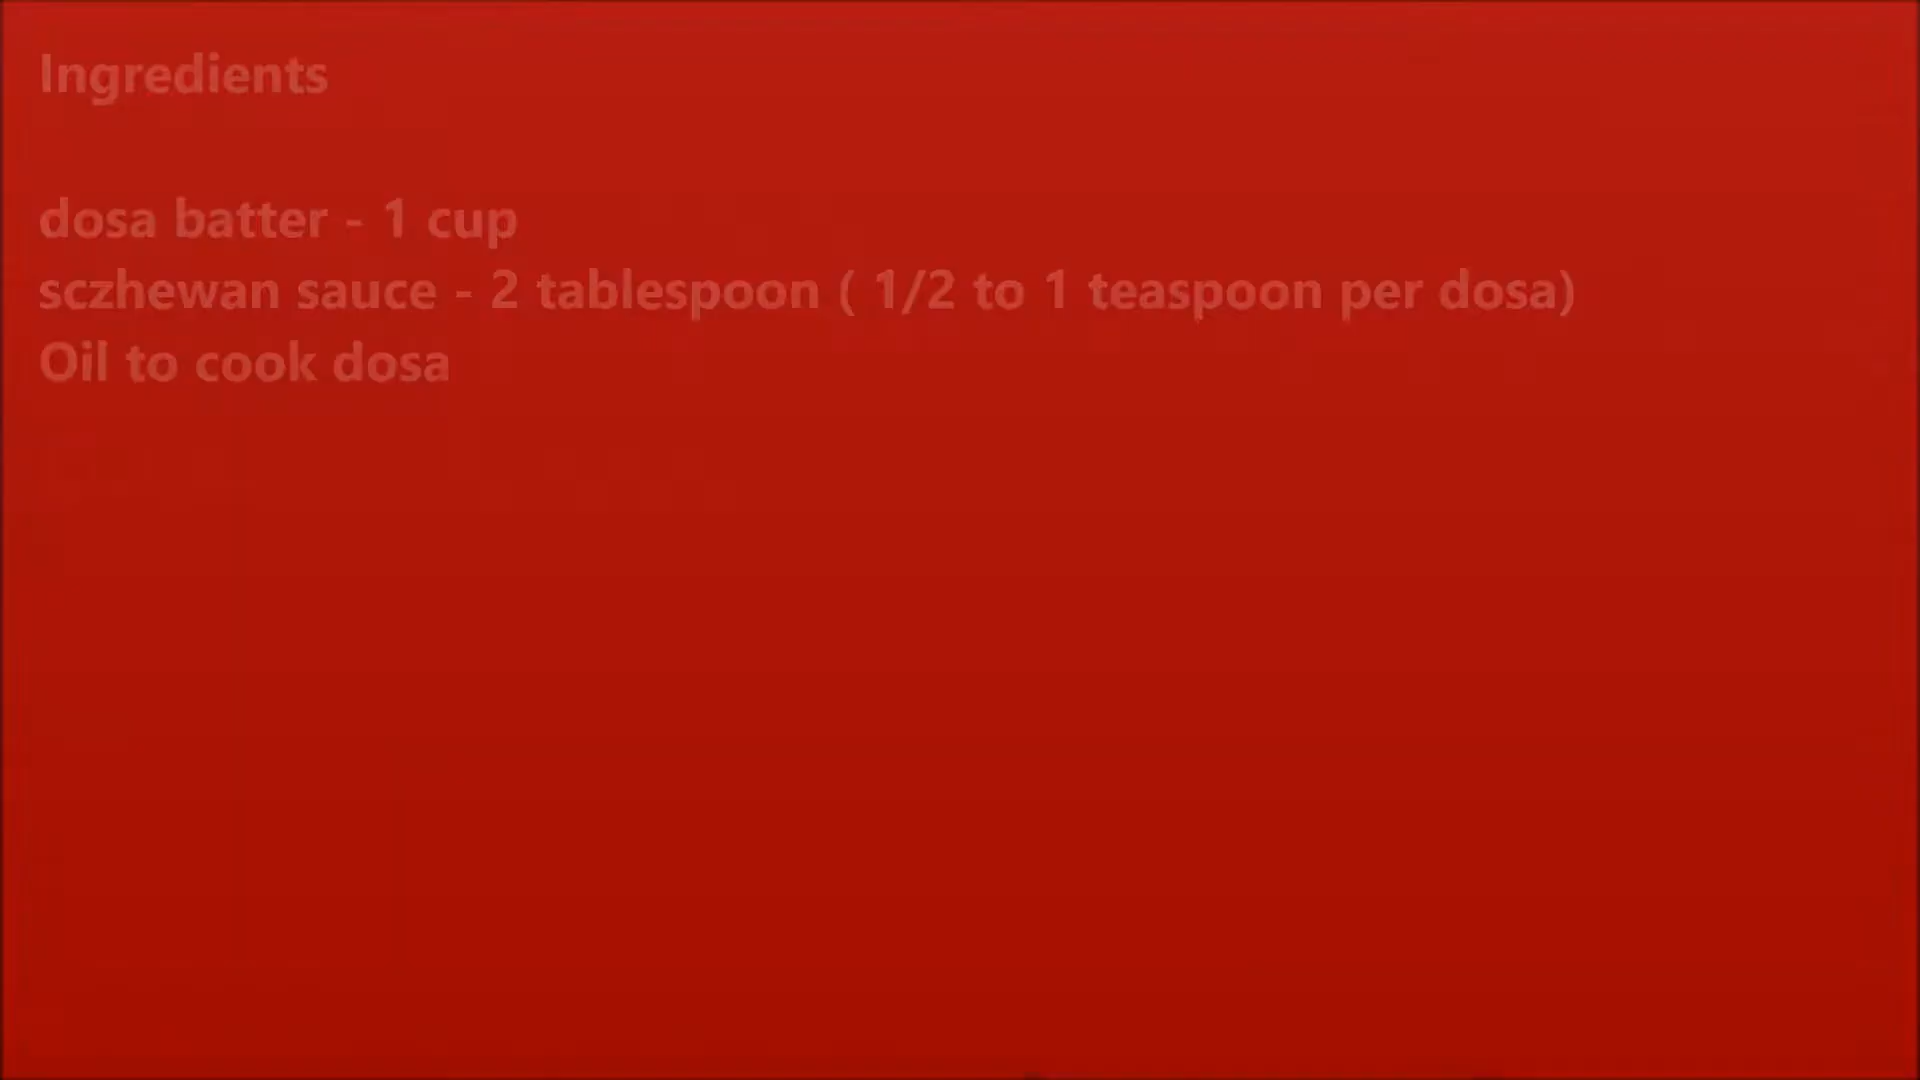 Ingredients
dosa batter - 1 cup
sczhewan sauce - 2 tablespoon ( 1/2 to 1 teaspoon per dosa)
Oil to cook dosa